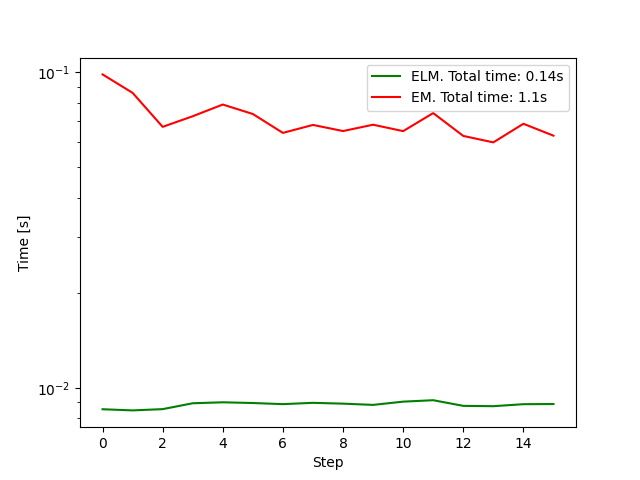 ELM. Total time: 0.14s
EM. Total time: 1.1s
10⁻¹
10⁻²
Time [s]
0 2 4 6 8 10 12 14
Step